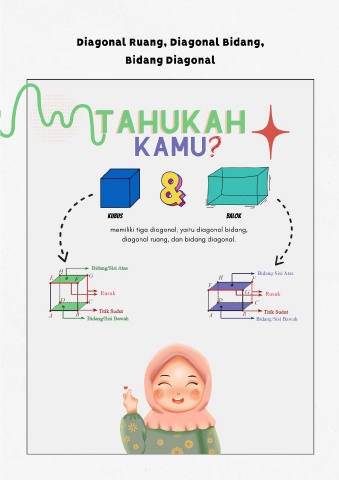 Diagonal Ruang, Diagonal Bidang,
Bidang Diagonal
TAHUKAH
KAMU?
&
KUBUS
BALOK
memiliki tiga diagonal, yaitu diagonal bidang,
diagonal ruang, dan bidang diagonal.
Bidang/Sisi Atas
H
G
E
F
Rusuk
D
C
Titik Sudut
A
B
Bidang/Sisi Bawah
Bidang/Sisi Atas
H
F
G
Rusuk
D
C
Titik Sudut
A
B
Bidang/Sisi Bawah